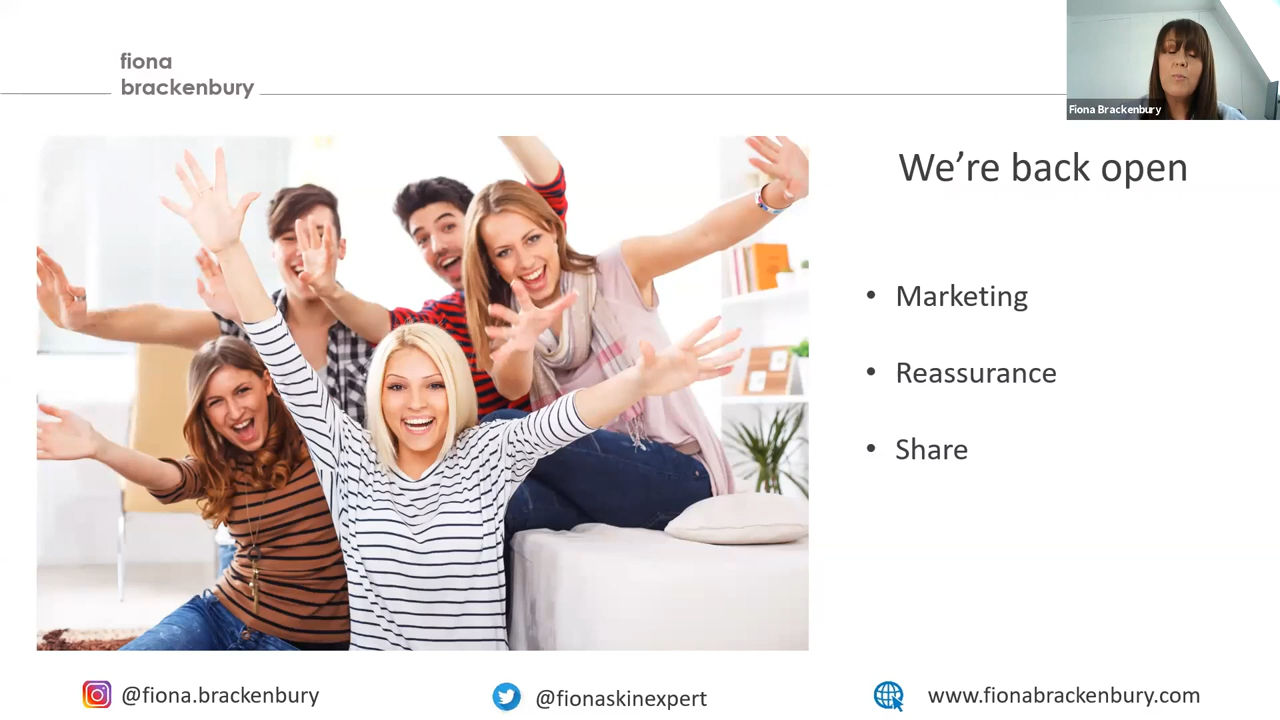 fiona
brackenbury
Fiona Brackenbury
We’re back open
• Marketing
• Reassurance
• Share
@fiona.brackenbury
@fionaskinexpert
www.fionabrackenbury.com